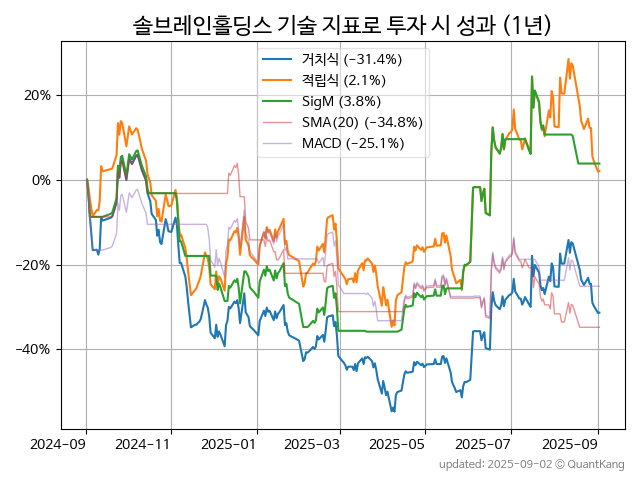 솔브레인홀딩스 기술 지표로 투자 시 성과 (1년)
거치식 (−31.4%)
적립식 (2.1%)
SigM (3.8%)
SMA(20) (−34.8%)
MACD (−25.1%)
20%
0%
−20%
−40%
2024-09 2024-11 2025-01 2025-03 2025-05 2025-07 2025-09
updated: 2025-09-02 © QuantKang